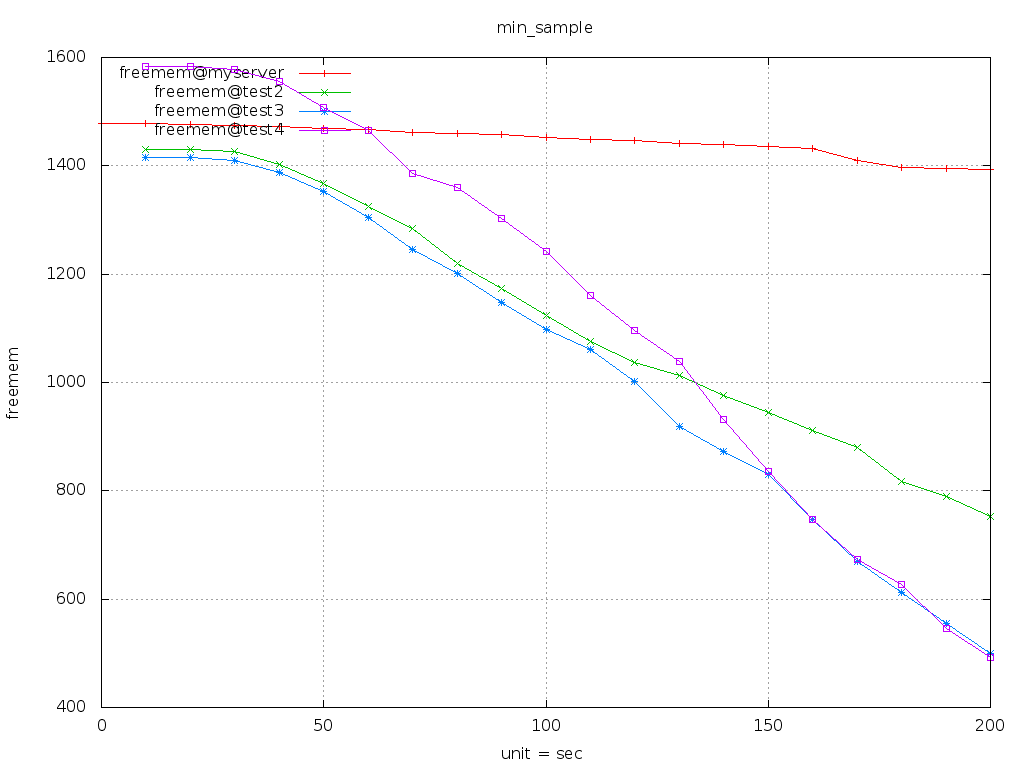 min_sample
1600
freemem@myserver
freemem@test2
freemem@test3
freemem@test4
1400
1200
1000
freemem
800
600
400
0 50 100 150 200
unit = sec